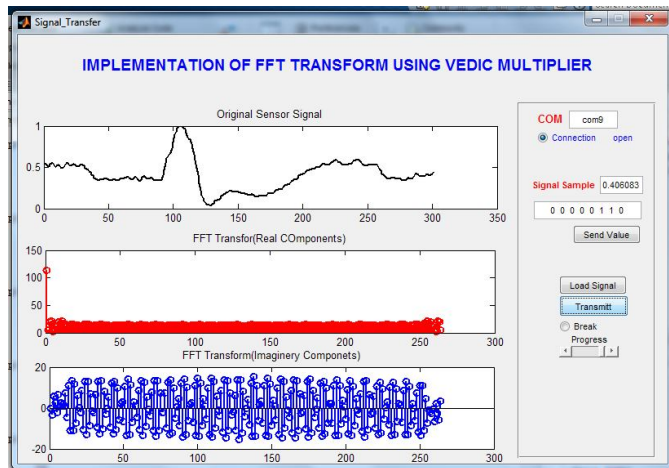 Signal_Transfer
IMPLEMENTATION OF FFT TRANSFORM USING VEDIC MULTIPLIER
Original Sensor Signal
1
0.5
0
0 50 100 150 200 250 300 350
FFT Transfor(Real COmponents)
150
100
50
0
0 50 100 150 200 250 300
FFT Transform(Imaginery Componets)
20
0
-20
0 50 100 150 200 250 300
COM com9
Connection open
Signal Sample 0.406083
0 0 0 0 0 1 1 0
Send Value
Load Signal
Transmitt
Break
Progress